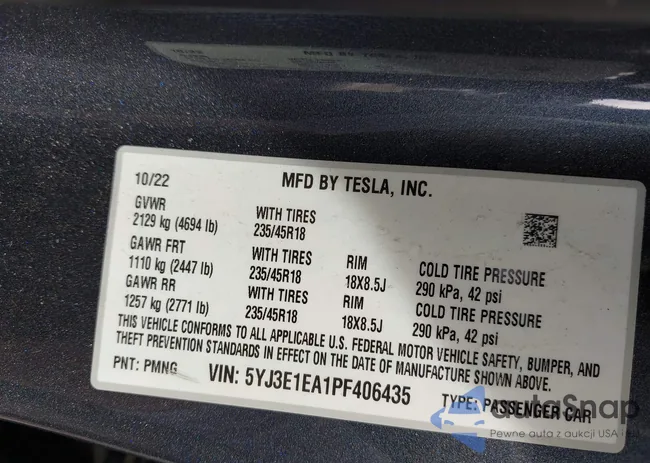 10/22 MFD BY TESLA, INC.
GVWR
2129 kg (4694 lb) WITH TIRES
235/45R18
GAWR FRT
1110 kg (2447 lb) WITH TIRES
235/45R18 RIM
18X8.5J COLD TIRE PRESSURE
290 kPa, 42 psi
GAWR RR
1257 kg (2771 lb) WITH TIRES
235/45R18 RIM
18X8.5J COLD TIRE PRESSURE
290 kPa, 42 psi
THIS VEHICLE CONFORMS TO ALL APPLICABLE U.S. FEDERAL MOTOR VEHICLE SAFETY, BUMPER, AND
THEFT PREVENTION STANDARDS IN EFFECT ON THE DATE OF MANUFACTURE SHOWN ABOVE.
PNT: PMNG VIN: 5YJ3E1EA1PF406435 TYPE: PASSENGER CAR
autoSnap
Pewne auta z aukcji USA